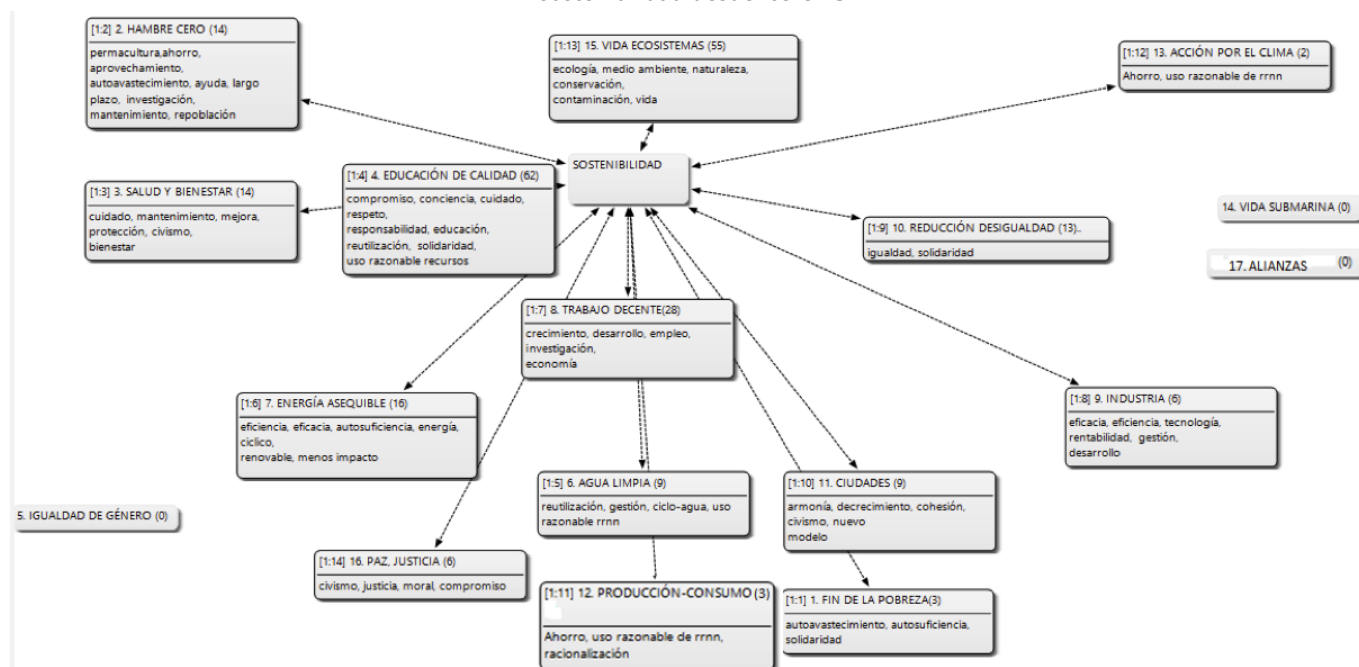 [1:2] 2. HAMBRE CERO (14)
permacultura,ahorro,
aprovechamiento,
autoavastecimiento, ayuda, largo
plazo, investigación,
mantenimiento, repoblación
[1:13] 15. VIDA ECOSISTEMAS (55)
ecología, medio ambiente, naturaleza,
conservación,
contaminación, vida
[1:12] 13. ACCIÓN POR EL CLIMA (2)
Ahorro, uso razonable de rrnn
SOSTENIBILIDAD
[1:3] 3. SALUD Y BIENESTAR (14)
cuidado, mantenimiento, mejora,
protección, civismo,
bienestar
[1:4] 4. EDUCACIÓN DE CALIDAD (62)
compromiso, conciencia, cuidado,
respeto,
responsabilidad, educación,
reutilización, solidaridad,
uso razonable recursos
[1:9] 10. REDUCCIÓN DESIGUALDAD (13)..
igualdad, solidaridad
14. VIDA SUBMARINA (0)
17. ALIANZAS (0)
[1:7] 8. TRABAJO DECENTE(28)
crecimiento, desarrollo, empleo,
investigación,
economía
[1:6] 7. ENERGÍA ASEQUIBLE (16)
eficiencia, eficacia, autosuficiencia, energía,
ciclico,
renovable, menos impacto
[1:8] 9. INDUSTRIA (6)
eficacia, eficiencia, tecnología,
rentabilidad, gestión,
desarrollo
5. IGUALDAD DE GÉNERO (0)
[1:5] 6. AGUA LIMPIA (9)
reutilización, gestión, ciclo-agua, uso
razonable rrnn
[1:10] 11. CIUDADES (9)
armonía, decrecimiento, cohesión,
civismo, nuevo
modelo
[1:14] 16. PAZ, JUSTICIA (6)
civismo, justicia, moral, compromiso
[1:11] 12. PRODUCCIÓN-CONSUMO (3)
Ahorro, uso razonable de rrnn,
racionalización
[1:1] 1. FIN DE LA POBREZA(3)
autoavastecimiento, autosuficiencia,
solidaridad